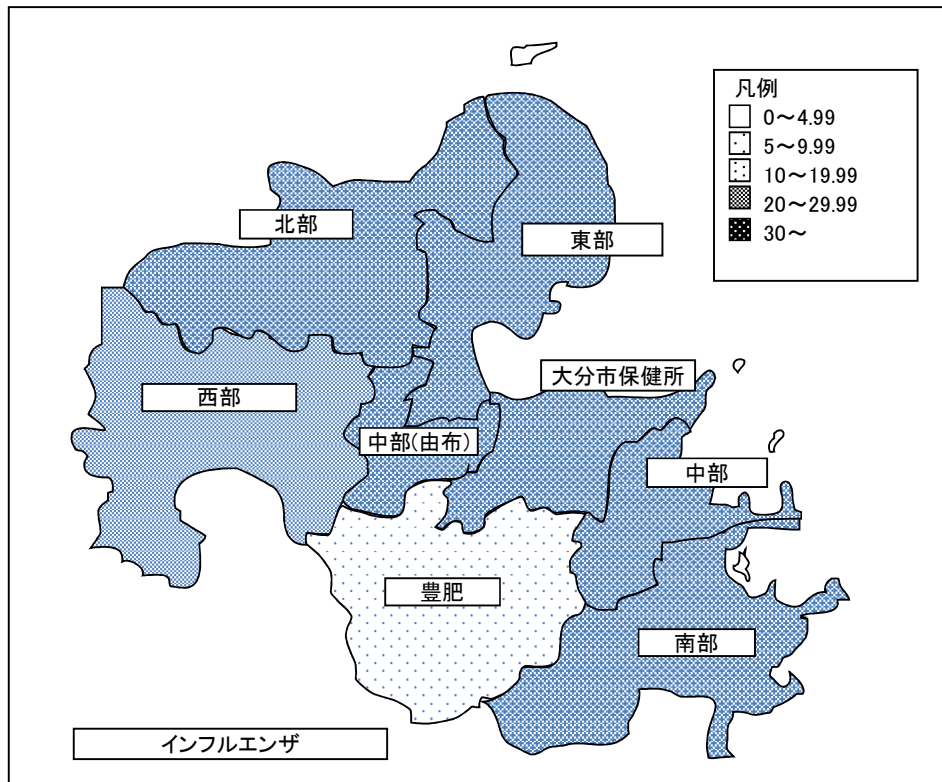 凡例
0～4.99
5～9.99
10～19.99
20～29.99
30～
北部
東部
大分市保健所
西部
中部(由布)
中部
豊肥
南部
インフルエンザ